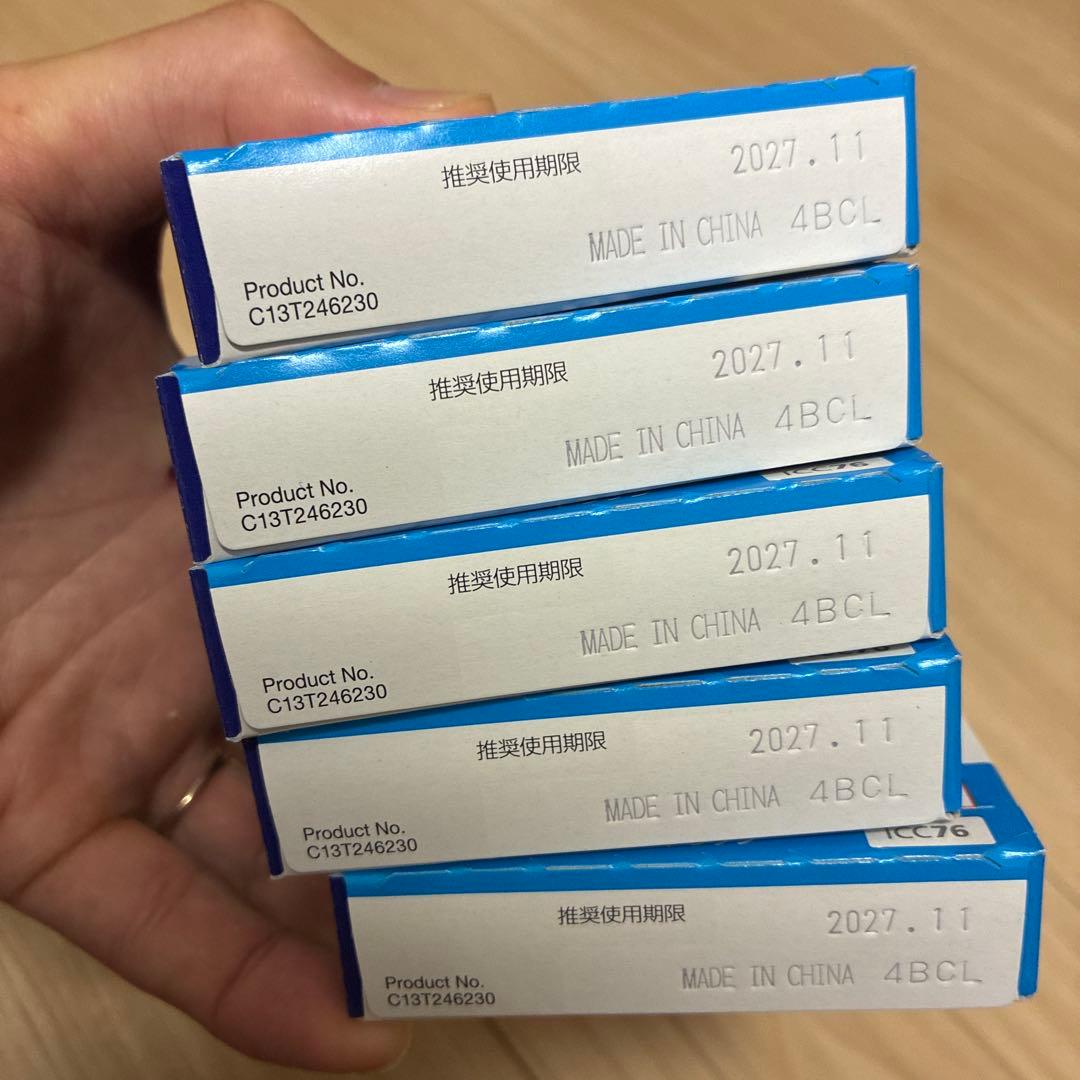 推奨使用期限
2027.11
MADE IN CHINA 4BCL
Product No.
C13T246230
推奨使用期限
2027.11
MADE IN CHINA 4BCL
Product No.
C13T246230
ICC76
推奨使用期限
2027.11
MADE IN CHINA 4BCL
Product No.
C13T246230
推奨使用期限
2027.11
MADE IN CHINA 4BCL
Product No.
C13T246230
ICC76
推奨使用期限
2027.11
MADE IN CHINA 4BCL
Product No.
C13T246230